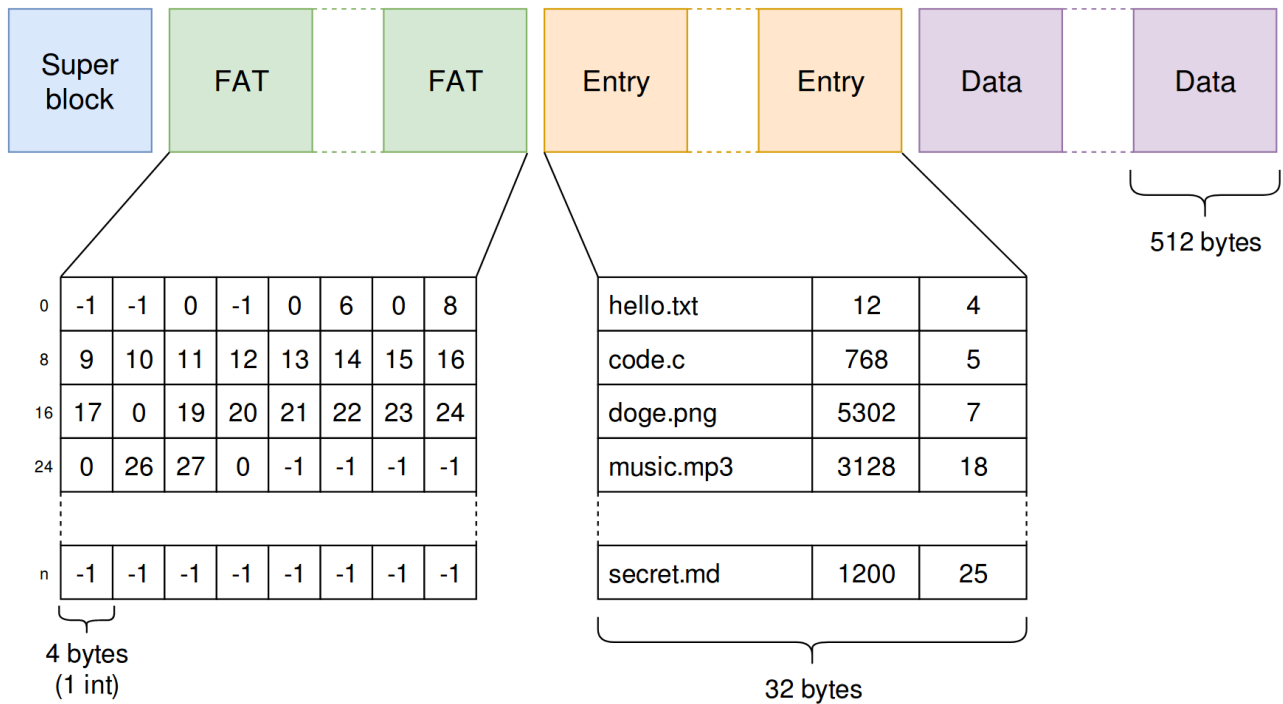 Super
block
FAT
FAT
Entry
Entry
Data
Data
512 bytes
0 -1 -1 0 -1 0 6 0 8
8 9 10 11 12 13 14 15 16
16 17 0 19 20 21 22 23 24
24 0 26 27 0 -1 -1 -1 -1
n -1 -1 -1 -1 -1 -1 -1 -1
4 bytes
(1 int)
hello.txt 12 4
code.c 768 5
doge.png 5302 7
music.mp3 3128 18
secret.md 1200 25
32 bytes